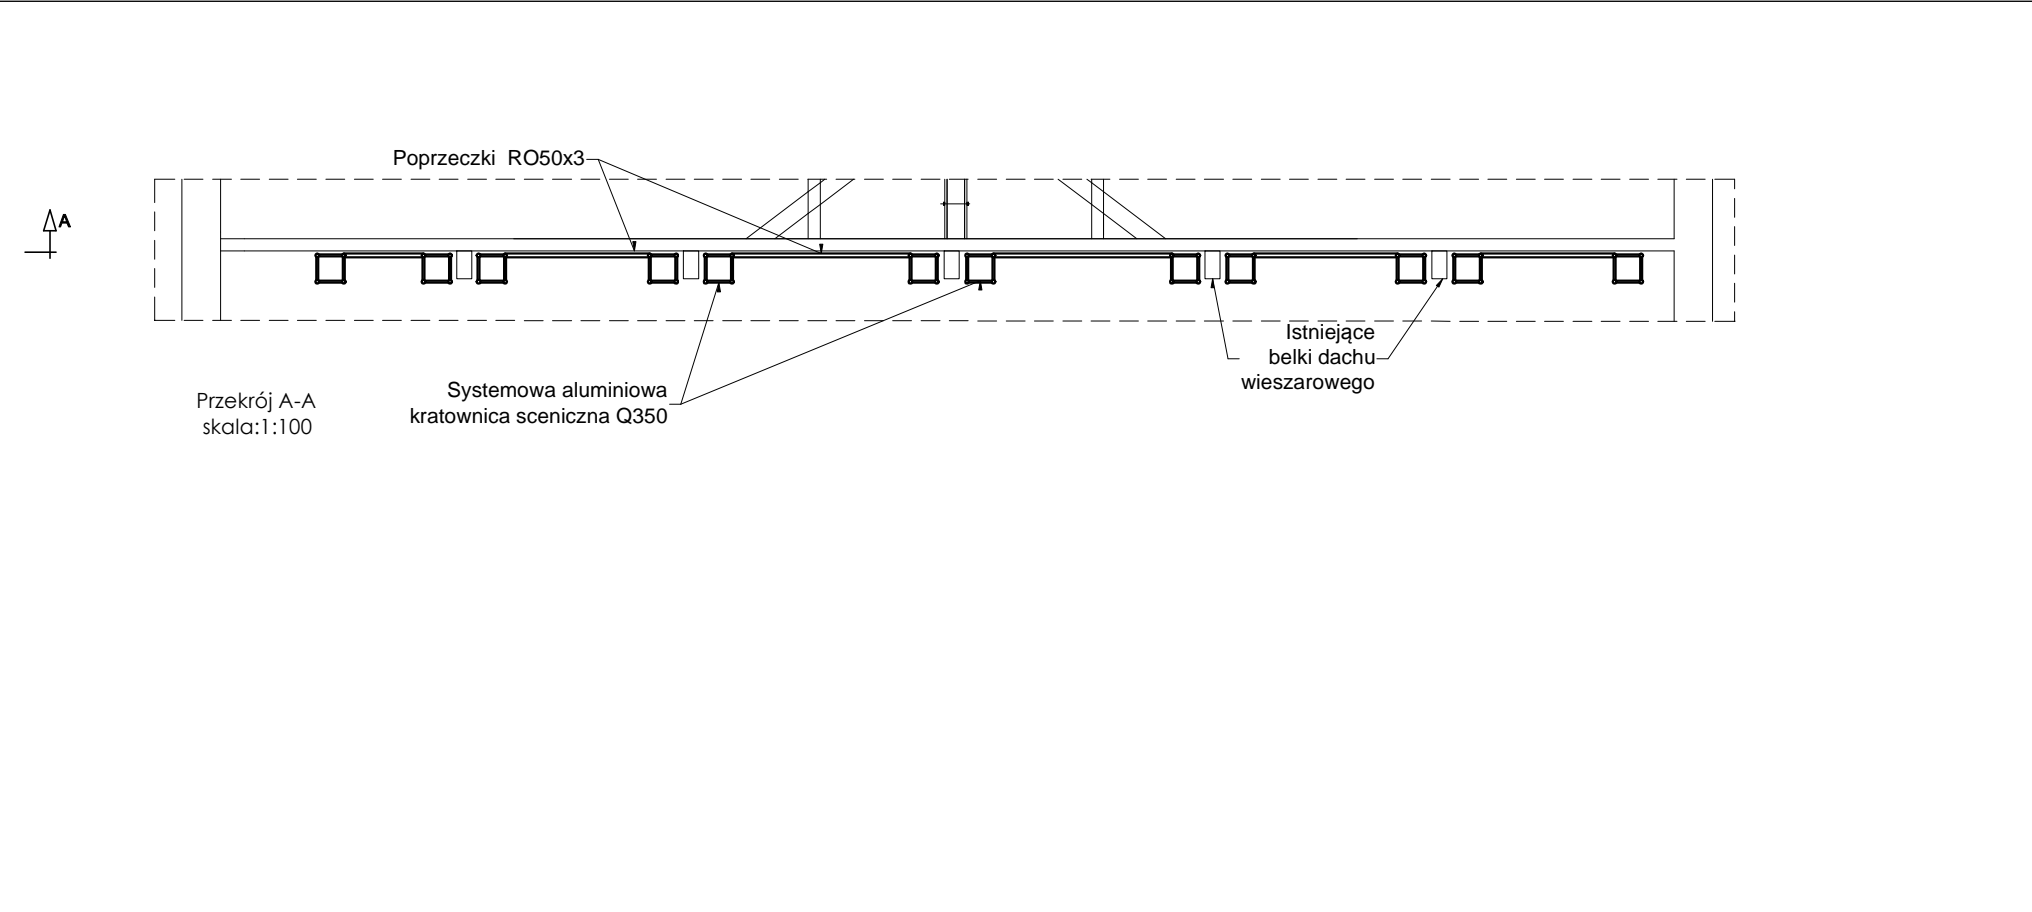 Poprzeczki RO50x3
A
Istniejące
belki dachu
wieszarowego
Systemowa aluminiowa
kratownica sceniczna Q350
Przekrój A-A
skala:1:100